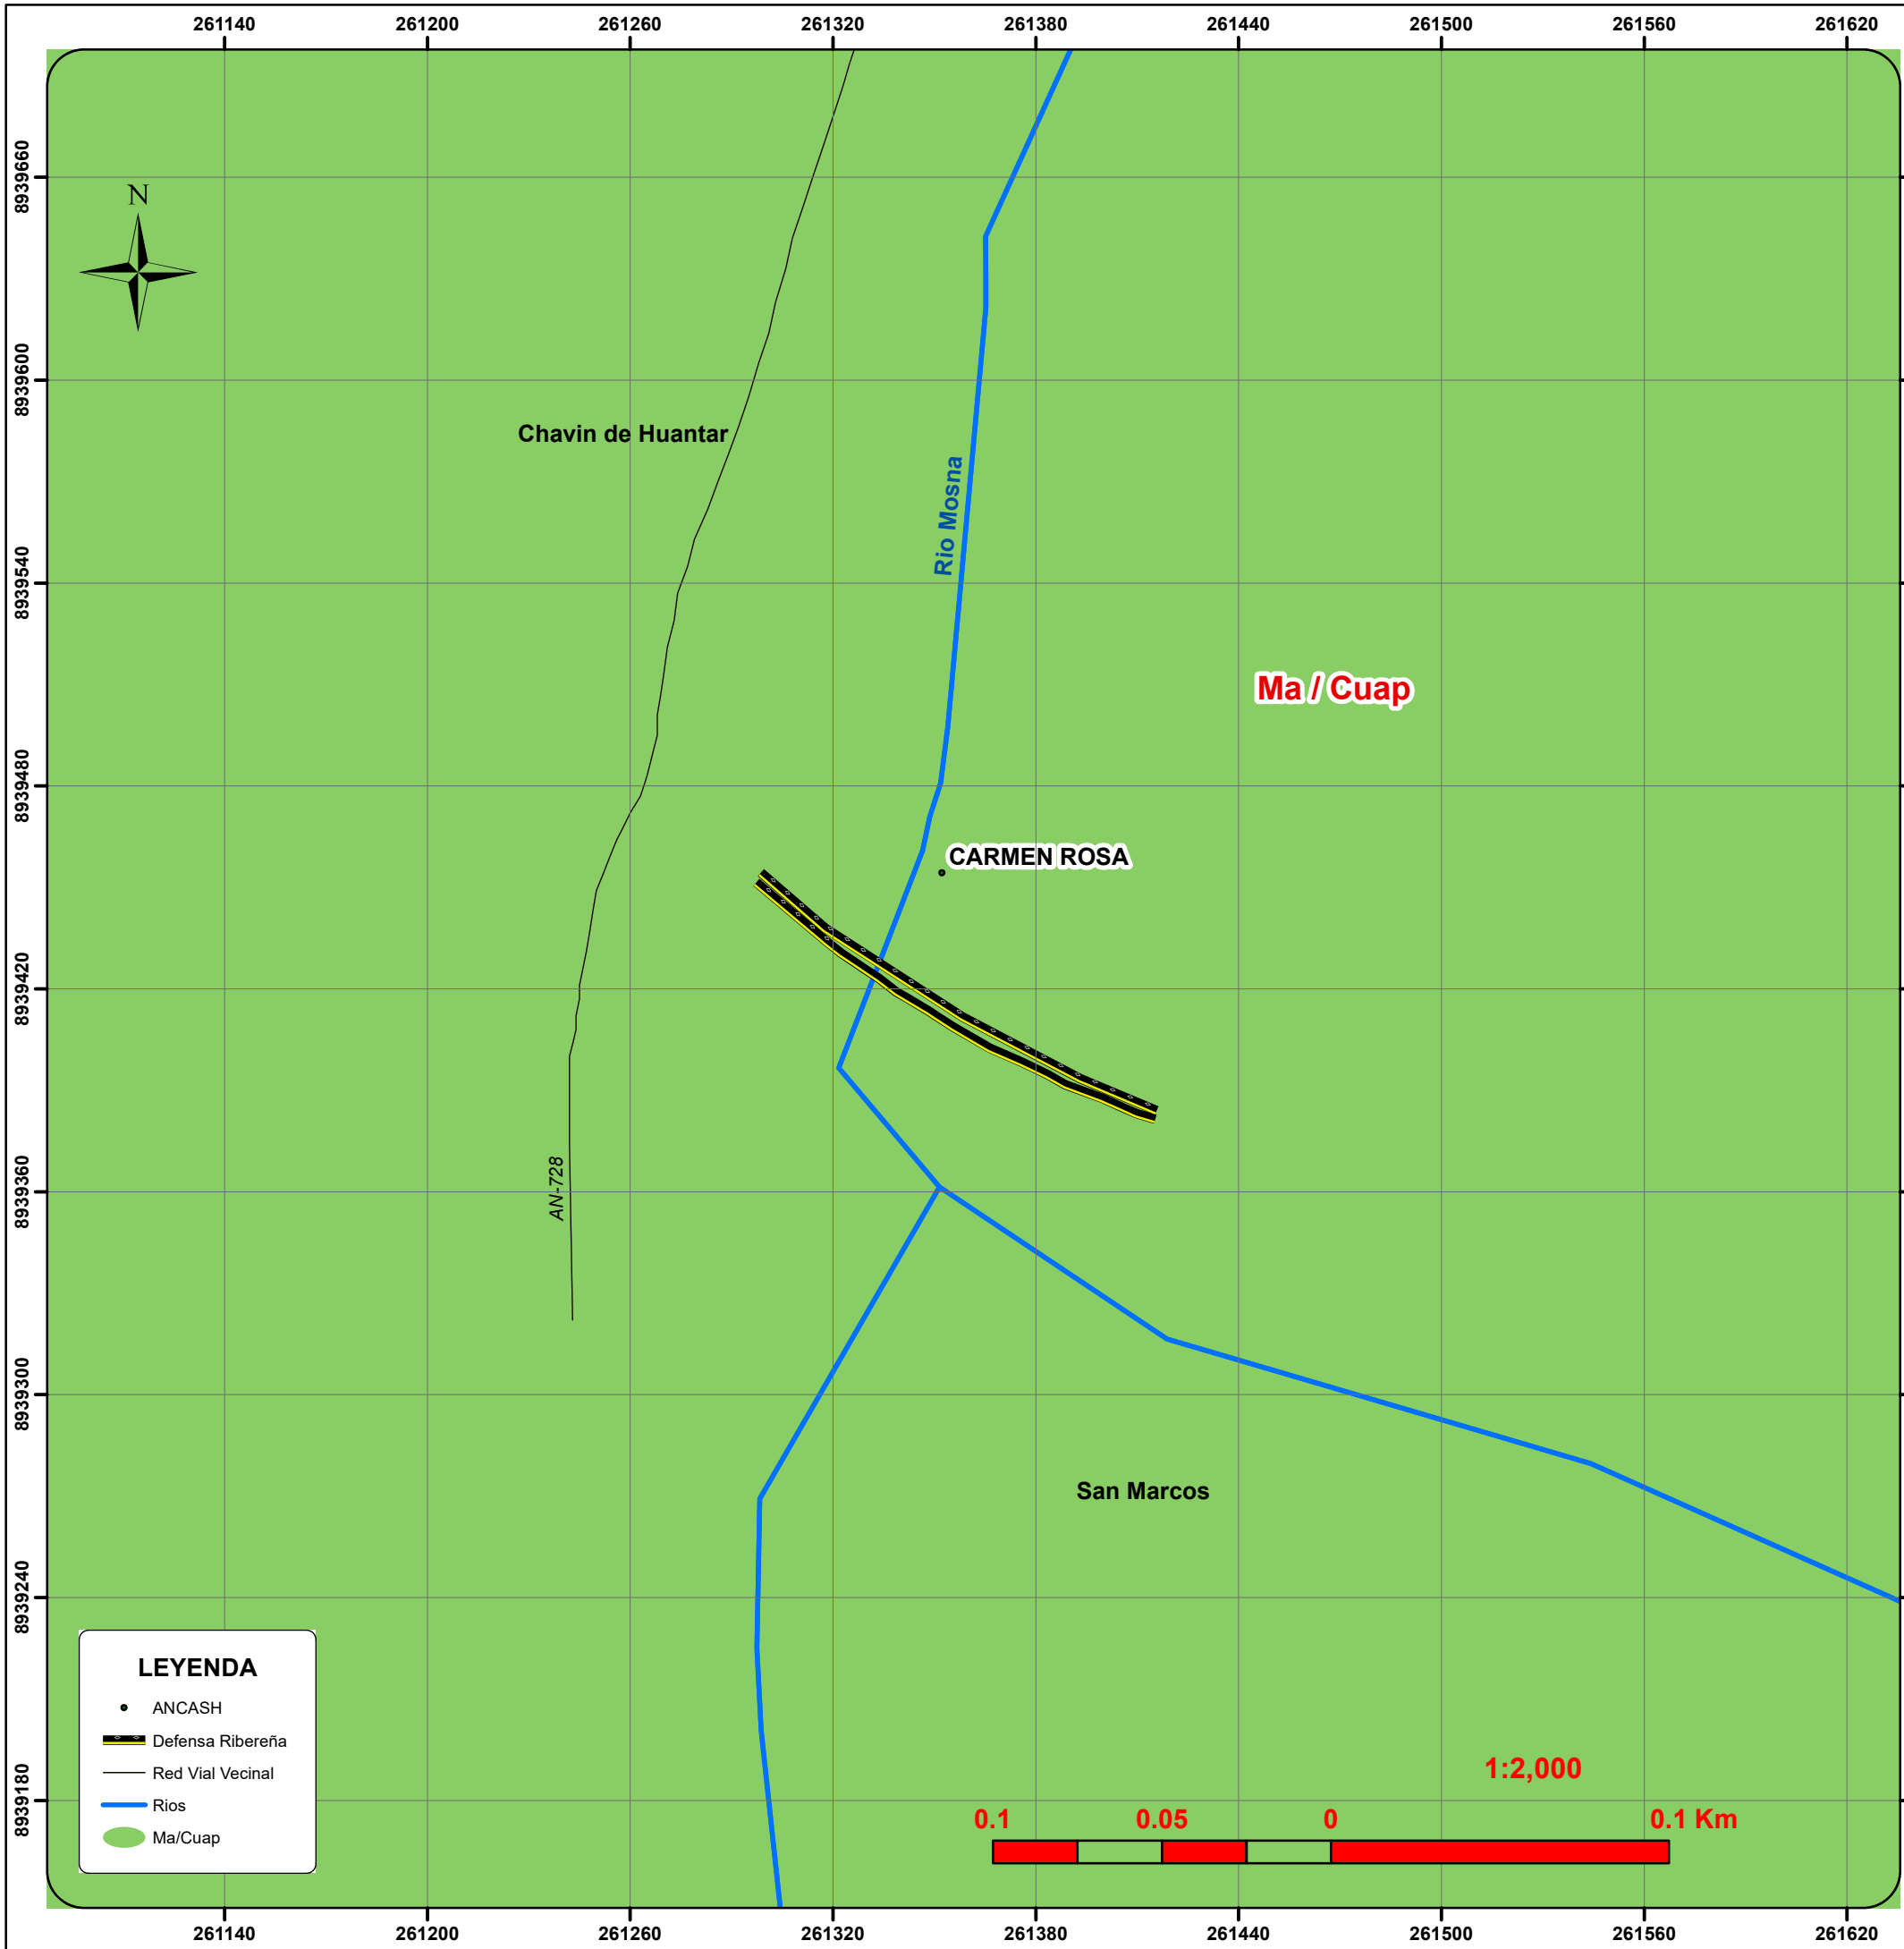 261140 261200 261260 261320 261380 261440 261500 261560 261620
8939660
N
8939600
Chavin de Huantar
Rio Mosna
8939540
Ma / Cuap
8939480
CARMEN ROSA
8939420
8939360
AN-728
8939300
San Marcos
8939240
LEYENDA
ANCASH
Defensa Ribereña
Red Vial Vecinal
Rios
Ma/Cuap
8939180
1:2,000
0.1 0.05 0 0.1 Km
261140 261200 261260 261320 261380 261440 261500 261560 261620